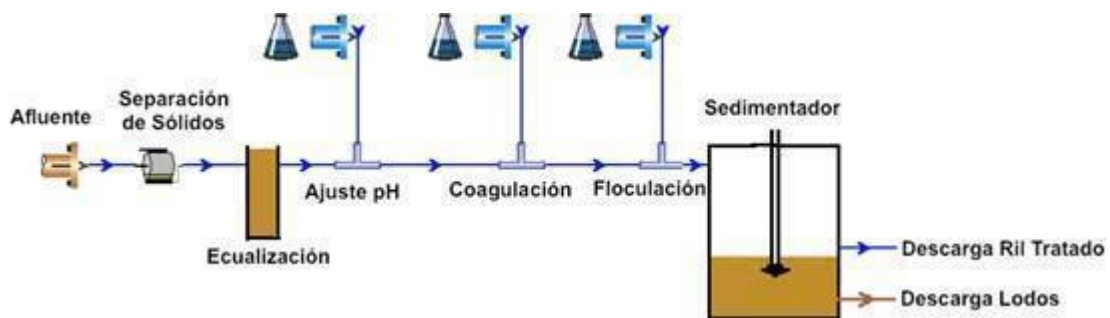 Afluente
Separación
de Sólidos
Ecualización
Ajuste pH
Coagulación
Floculación
Sedimentador
Descarga Ril Tratado
Descarga Lodos